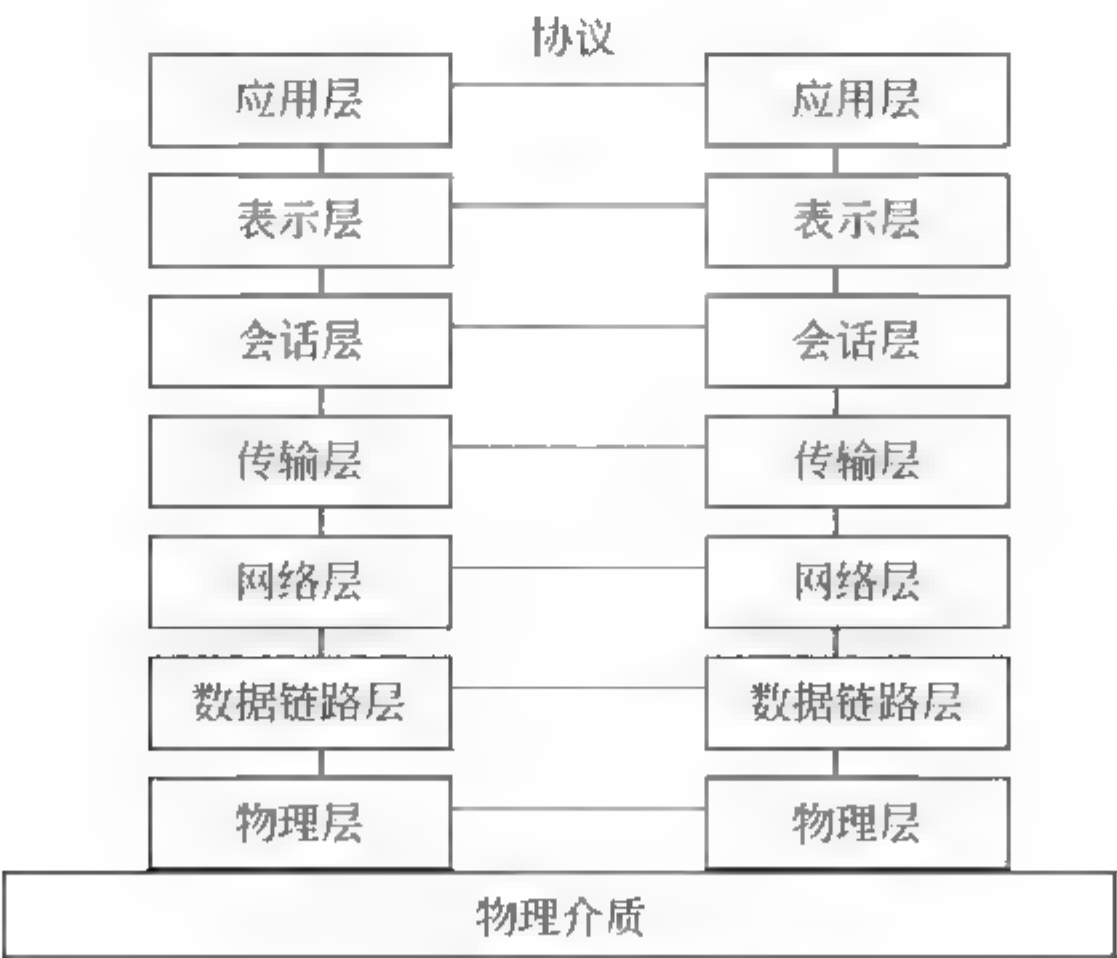 协议
应用层 应用层
表示层 表示层
会话层 会话层
传输层 传输层
网络层 网络层
数据链路层 数据链路层
物理层 物理层
物理介质